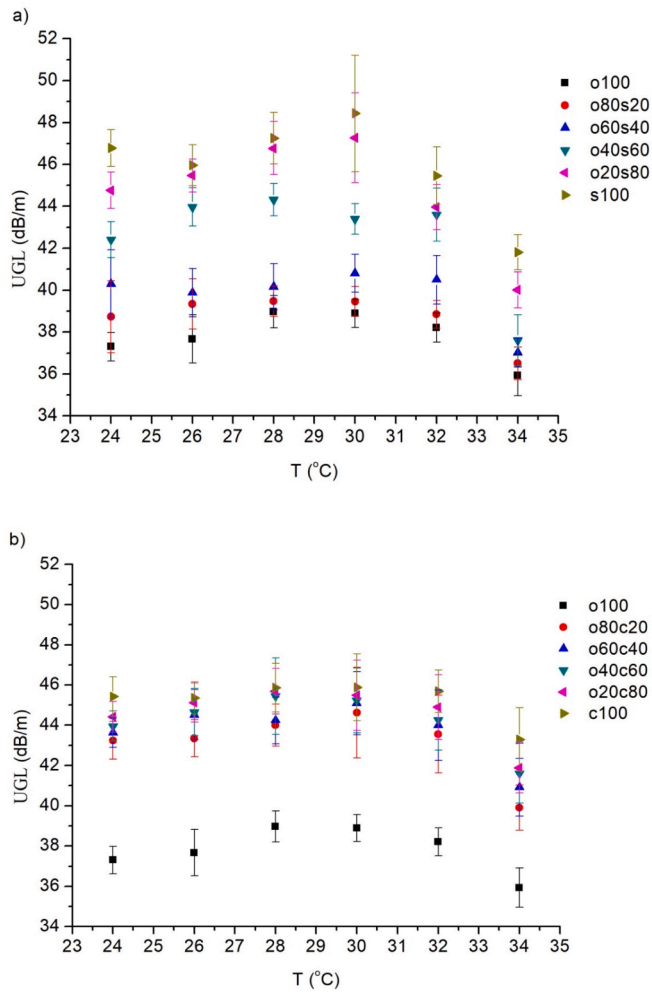 a)
52
50
48
46
44
42
40
38
36
34
UGL (dB/m)
23 24 25 26 27 28 29 30 31 32 33 34 35
T (°C)
o100
o80s20
o60s40
o40s60
o20s80
s100
b)
52
50
48
46
44
42
40
38
36
34
UGL (dB/m)
23 24 25 26 27 28 29 30 31 32 33 34 35
T (°C)
o100
o80c20
o60c40
o40c60
o20c80
c100